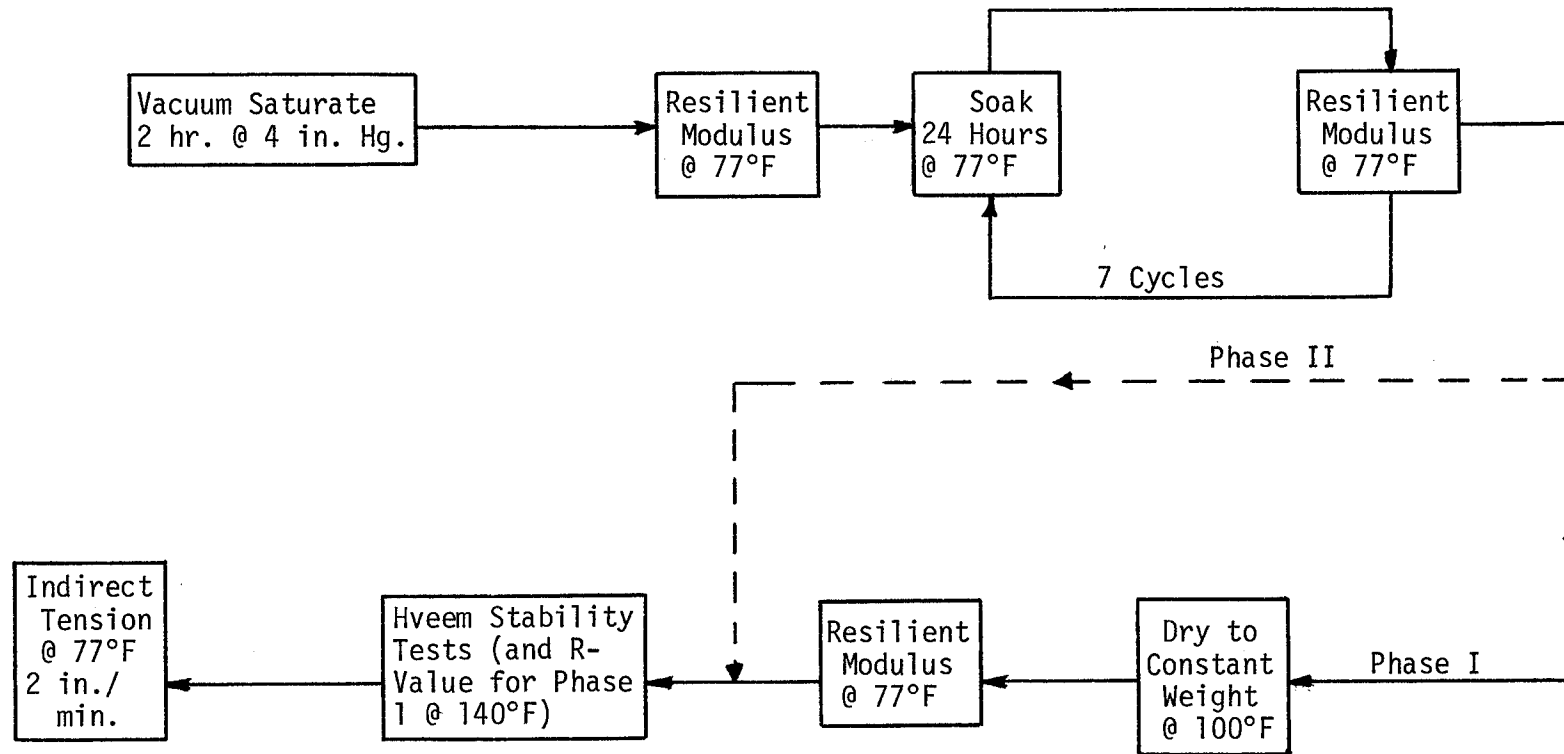 Vacuum Saturate
2 hr. @ 4 in. Hg.
Resilient
Modulus
@ 77°F
Soak
24 Hours
@ 77°F
Resilient
Modulus
@ 77°F
7 Cycles
Phase II
Indirect
Tension
@ 77°F
2 in./
min.
Hveem Stability
Tests (and R-
Value for Phase
1 @ 140°F)
Resilient
Modulus
@ 77°F
Dry to
Constant
Weight
@ 100°F
Phase I